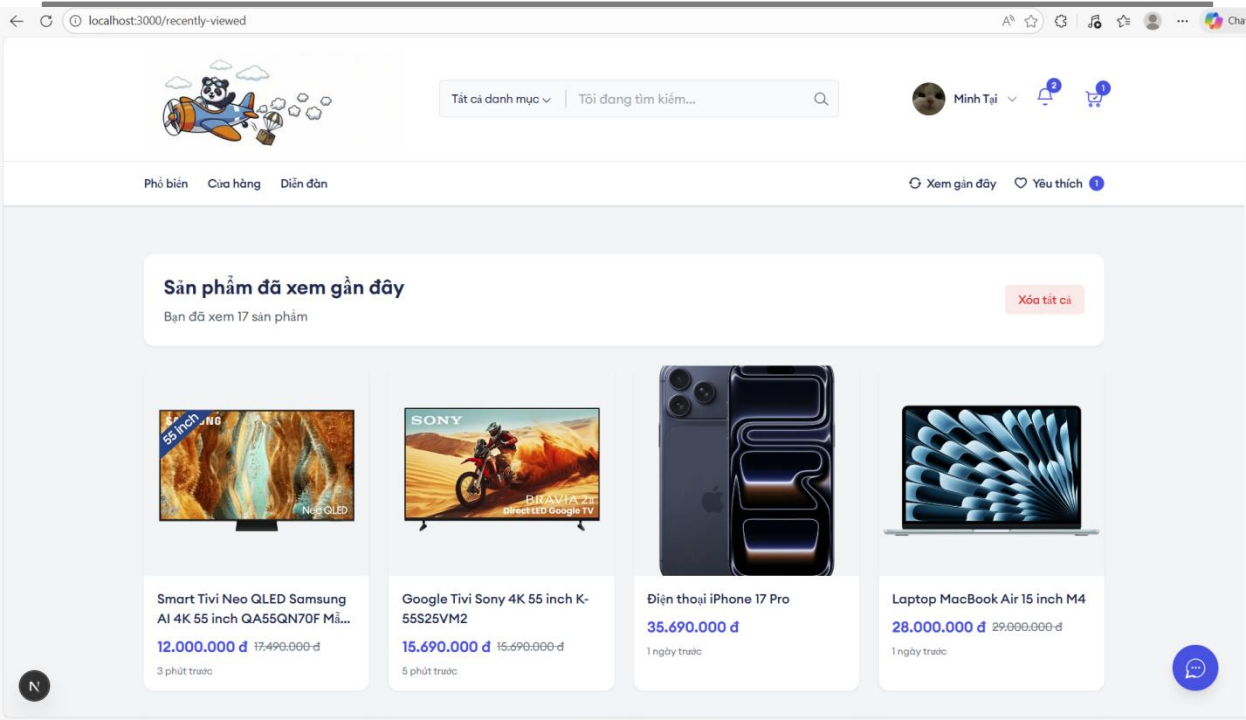 localhost:3000/recently-viewed
Cha
Tất cả danh mục
Tôi đang tìm kiếm...
Minh Tại
2
1
Phổ biến
Cửa hàng
Diễn đàn
Xem gần đây
Yêu thích 1
Sản phẩm đã xem gần đây
Bạn đã xem 17 sản phẩm
Xóa tất cả
55 inch
Neo QLED
SONY
BRAVIA 2II
Direct LED Google TV
Smart Tivi Neo QLED Samsung
AI 4K 55 inch QA55QN70F Mẫ...
12.000.000 đ 17.490.000 đ
3 phút trước
Google Tivi Sony 4K 55 inch K-
55S25VM2
15.690.000 đ 15.690.000 đ
5 phút trước
Điện thoại iPhone 17 Pro
35.690.000 đ
1 ngày trước
Laptop MacBook Air 15 inch M4
28.000.000 đ 29.000.000 đ
1 ngày trước
N